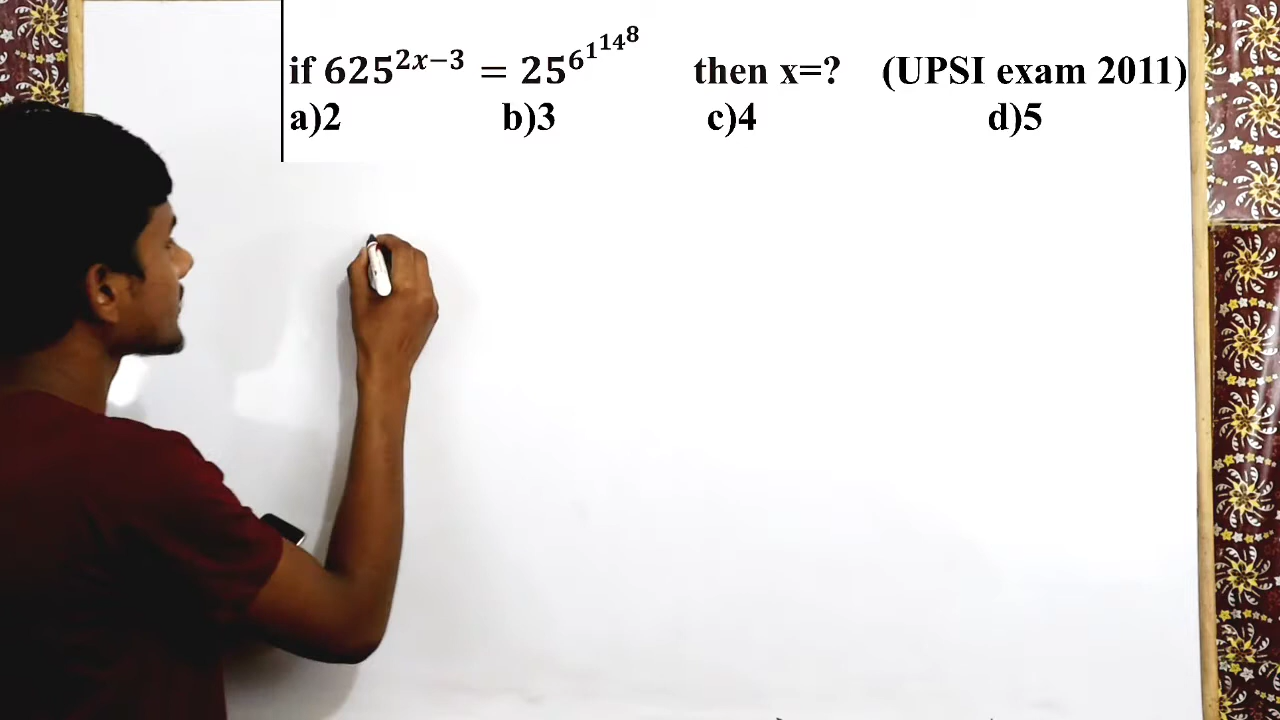 if 625^{2x-3} = 25^{6^{1^{14^{8}}}} then x=? (UPSI exam 2011)
a)2 b)3 c)4 d)5